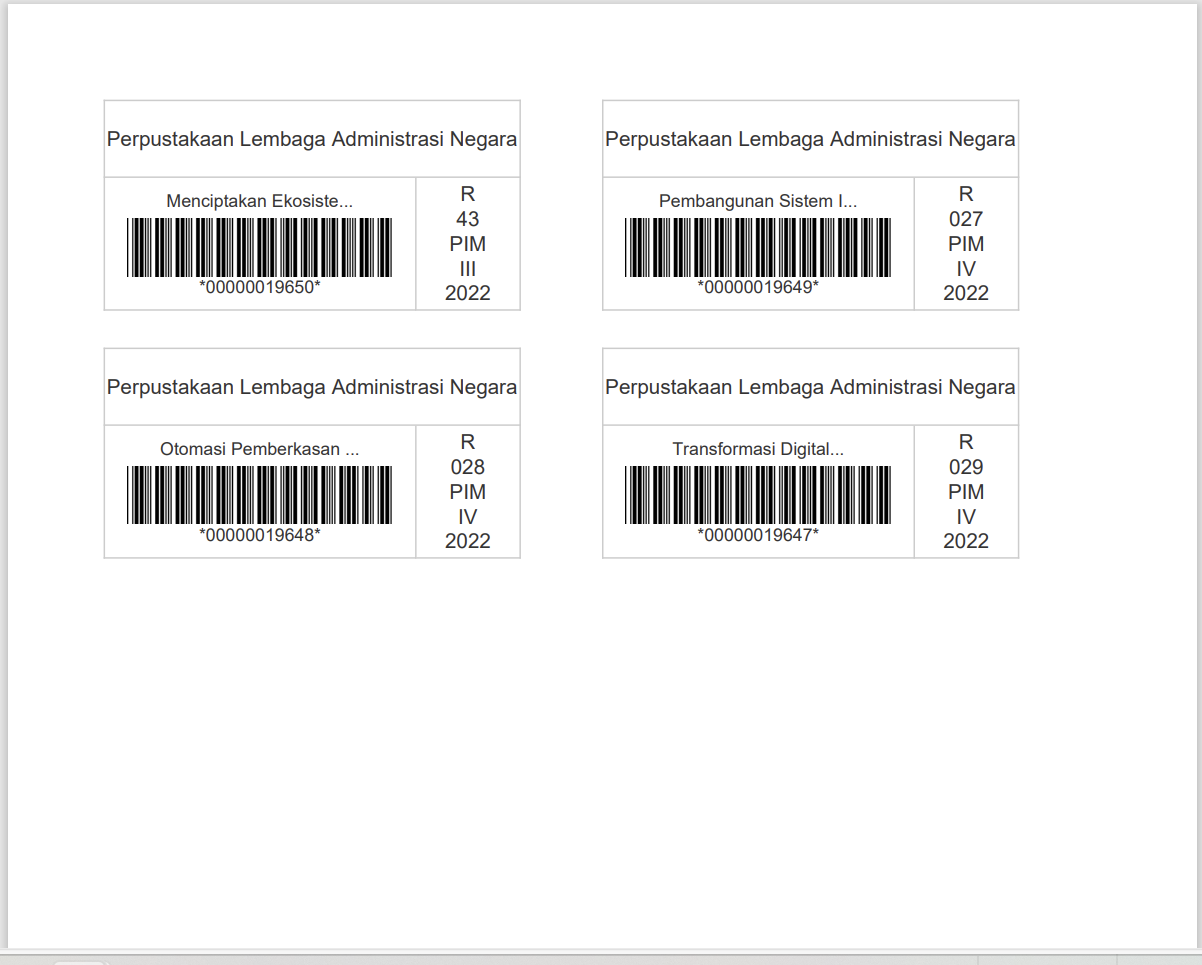 Perpustakaan Lembaga Administrasi Negara
Menciptakan Ekosiste...
*00000019650*
R
43
PIM
III
2022
Perpustakaan Lembaga Administrasi Negara
Pembangunan Sistem I...
*00000019649*
R
027
PIM
IV
2022
Perpustakaan Lembaga Administrasi Negara
Otomasi Pemberkasan ...
*00000019648*
R
028
PIM
IV
2022
Perpustakaan Lembaga Administrasi Negara
Transformasi Digital...
*00000019647*
R
029
PIM
IV
2022